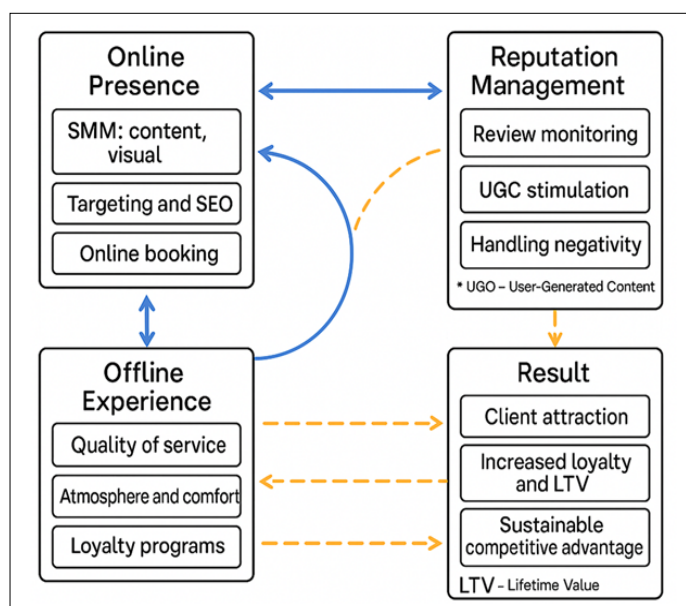 Online
Presence
SMM: content,
visual
Targeting and SEO
Online booking
Reputation
Management
Review monitoring
UGC stimulation
Handling negativity
* UGO – User-Generated Content
Offline
Experience
Quality of service
Atmosphere and comfort
Loyalty programs
Result
Client attraction
Increased loyalty
and LTV
Sustainable
competitive advantage
LTV – Lifetime Value